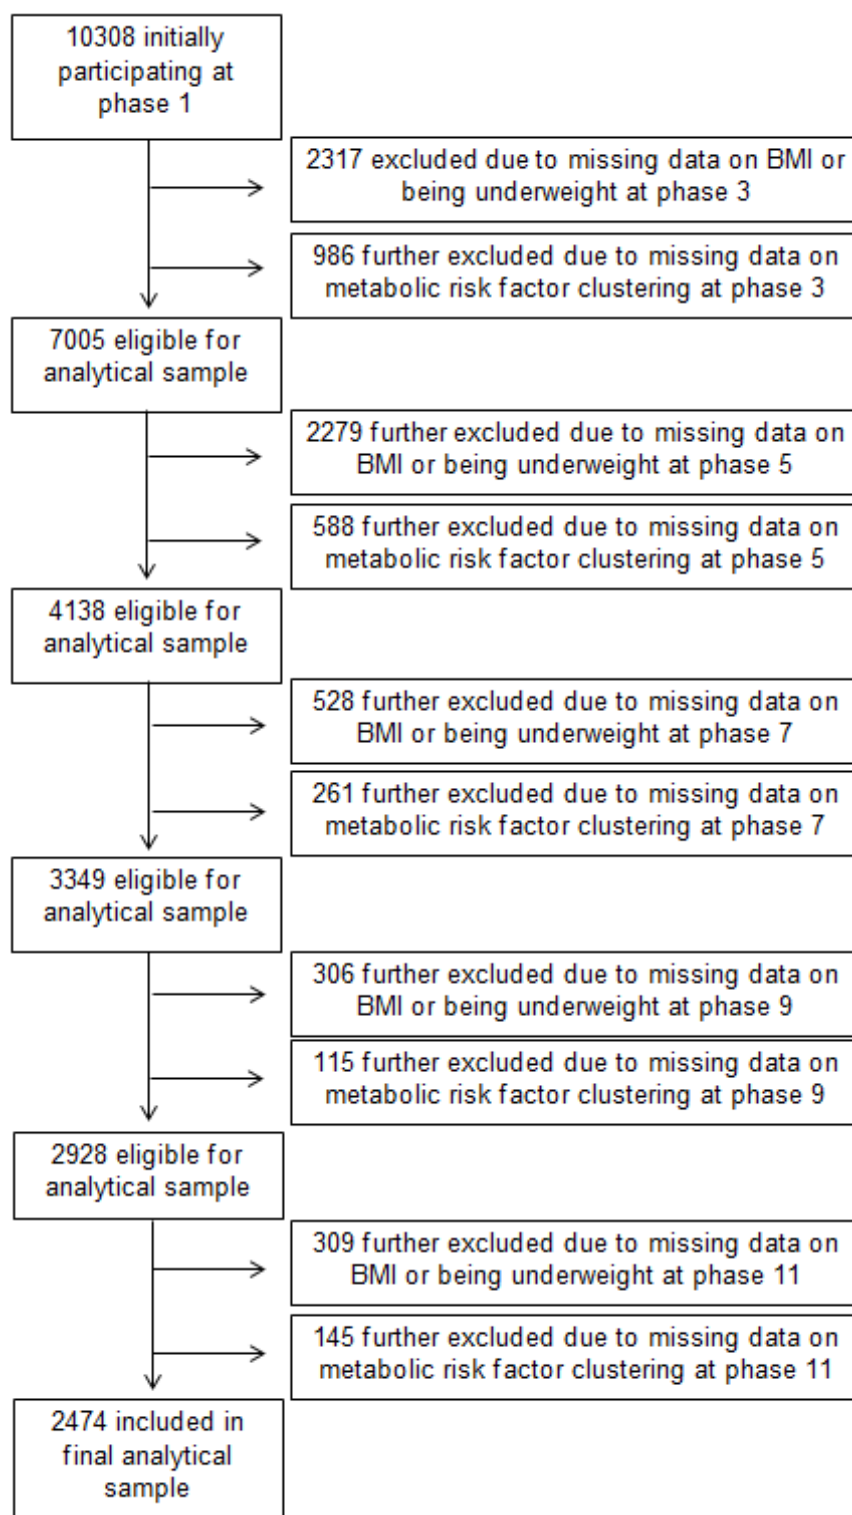 10308 initially
participating at
phase 1
2317 excluded due to missing data on BMI or
being underweight at phase 3
986 further excluded due to missing data on
metabolic risk factor clustering at phase 3
7005 eligible for
analytical sample
2279 further excluded due to missing data on
BMI or being underweight at phase 5
588 further excluded due to missing data on
metabolic risk factor clustering at phase 5
4138 eligible for
analytical sample
528 further excluded due to missing data on
BMI or being underweight at phase 7
261 further excluded due to missing data on
metabolic risk factor clustering at phase 7
3349 eligible for
analytical sample
306 further excluded due to missing data on
BMI or being underweight at phase 9
115 further excluded due to missing data on
metabolic risk factor clustering at phase 9
2928 eligible for
analytical sample
309 further excluded due to missing data on
BMI or being underweight at phase 11
145 further excluded due to missing data on
metabolic risk factor clustering at phase 11
2474 included in
final analytical
sample